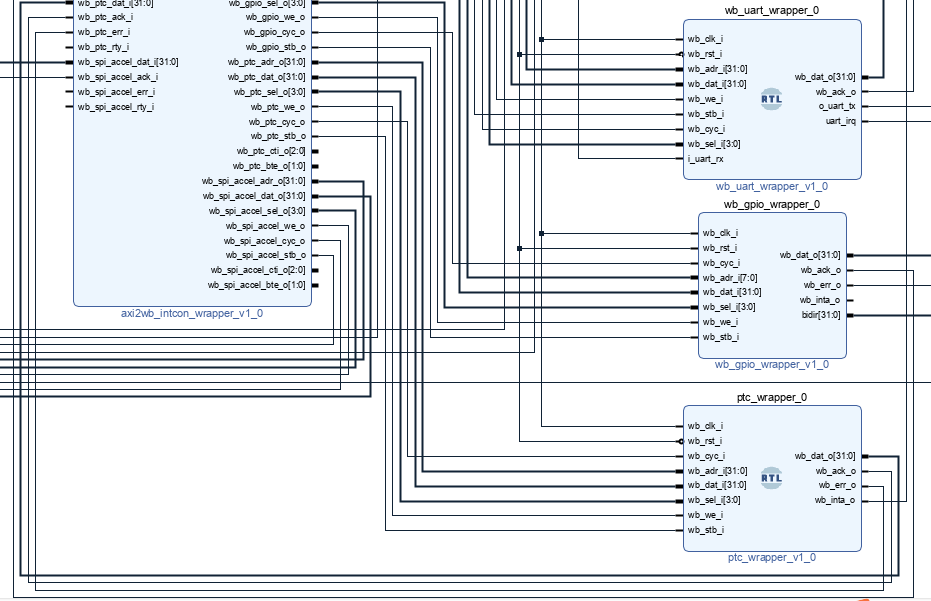 wb_ptc_dat_i[31:0]
wb_ptc_ack_i
wb_ptc_err_i
wb_ptc_rty_i
wb_spi_accel_dat_i[31:0]
wb_spi_accel_ack_i
wb_spi_accel_err_i
wb_spi_accel_rty_i
wb_gpio_sel_o[3:0]
wb_gpio_we_o
wb_gpio_cyc_o
wb_gpio_stb_o
wb_ptc_adr_o[31:0]
wb_ptc_dat_o[31:0]
wb_ptc_sel_o[3:0]
wb_ptc_we_o
wb_ptc_cyc_o
wb_ptc_stb_o
wb_ptc_cti_o[2:0]
wb_ptc_bte_o[1:0]
wb_spi_accel_adr_o[31:0]
wb_spi_accel_dat_o[31:0]
wb_spi_accel_sel_o[3:0]
wb_spi_accel_we_o
wb_spi_accel_cyc_o
wb_spi_accel_stb_o
wb_spi_accel_cti_o[2:0]
wb_spi_accel_bte_o[1:0]
axi2wb_intcon_wrapper_v1_0
wb_uart_wrapper_0
wb_clk_i
wb_rst_i
wb_adr_i[31:0]
wb_dat_i[31:0]
wb_we_i
wb_stb_i
wb_cyc_i
wb_sel_i[3:0]
i_uart_rx
RTL
wb_dat_o[31:0]
wb_ack_o
o_uart_tx
uart_irq
wb_uart_wrapper_v1_0
wb_gpio_wrapper_0
wb_clk_i
wb_rst_i
wb_cyc_i
wb_adr_i[7:0]
wb_dat_i[31:0]
wb_sel_i[3:0]
wb_we_i
wb_stb_i
wb_dat_o[31:0]
wb_ack_o
wb_err_o
wb_inta_o
bidir[31:0]
wb_gpio_wrapper_v1_0
ptc_wrapper_0
wb_clk_i
wb_rst_i
wb_cyc_i
wb_adr_i[31:0]
wb_dat_i[31:0]
wb_sel_i[3:0]
wb_we_i
wb_stb_i
RTL
wb_dat_o[31:0]
wb_ack_o
wb_err_o
wb_inta_o
ptc_wrapper_v1_0